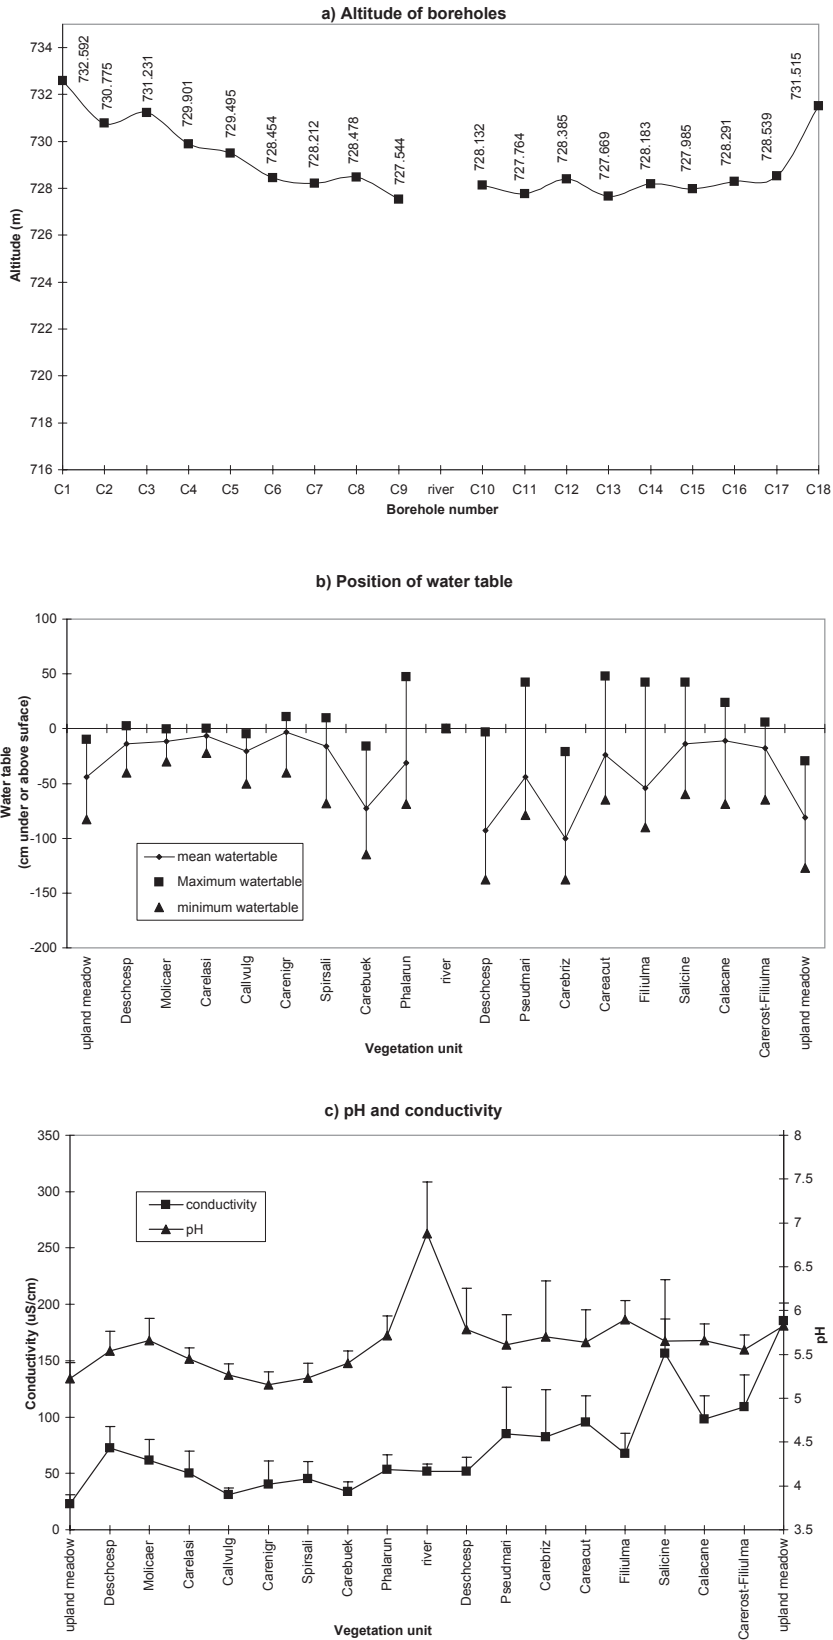 a) Altitude of boreholes
734
732
730
728
726
724
722
720
718
716
Altitude (m)
732.592
730.775
731.231
729.901
729.495
728.454
728.212
728.478
727.544
728.132
727.764
728.385
727.669
728.183
727.985
728.291
728.539
731.515
C1 C2 C3 C4 C5 C6 C7 C8 C9 river C10 C11 C12 C13 C14 C15 C16 C17 C18
Borehole number
b) Position of water table
100
50
0
-50
-100
-150
-200
Water table
(cm under or above suface)
mean watertable
Maximum watertable
minimum watertable
upland meadow
Deschcesp
Molicaer
Carelasi
Callvulg
Carenigr
Spirsali
Carebuek
Phalarun
river
Deschcesp
Pseudmari
Carebriz
Careacut
Filiulma
Salicine
Calacane
Carerost-Filiulma
upland meadow
Vegetation unit
c) pH and conductivity
350
300
250
200
150
100
50
0
Conductivity (uS/cm)
conductivity
pH
8
7.5
7
6.5
6
5.5
5
4.5
4
3.5
pH
upland meadow
Deschcesp
Molicaer
Carelasi
Callvulg
Carenigr
Spirsali
Carebuek
Phalarun
river
Deschcesp
Pseudmari
Carebriz
Careacut
Filiulma
Salicine
Calacane
Carerost-Filiulma
upland meadow
Vegetation unit